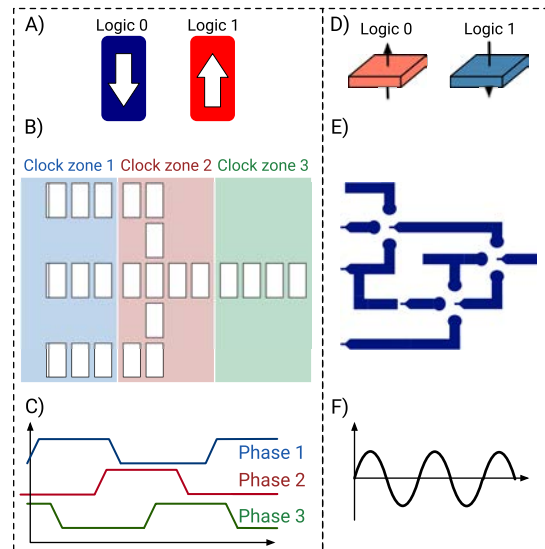 A)
Logic 0 Logic 1
B)
Clock zone 1 Clock zone 2 Clock zone 3
C)
Phase 1
Phase 2
Phase 3
D)
Logic 0 Logic 1
E)
F)